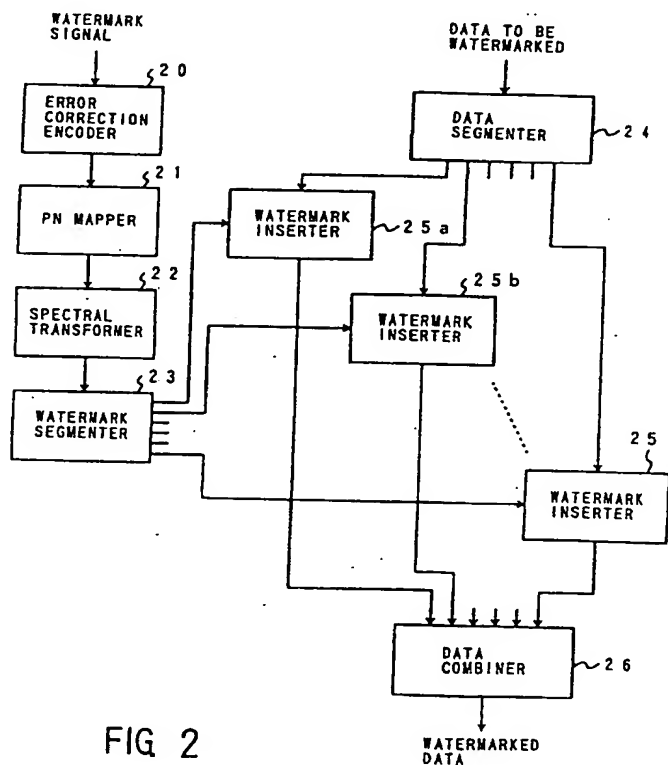 WATERMARK
SIGNAL
20
ERROR
CORRECTION
ENCODER
21
PN MAPPER
22
SPECTRAL
TRANSFORMER
23
WATERMARK
SEGMENTER
DATA TO BE
WATERMARKED
DATA
SEGMENTER
24
WATERMARK
INSERTER
25a
25b
WATERMARK
INSERTER
25
WATERMARK
INSERTER
DATA
COMBINER
26
WATERMARKED
DATA
FIG 2